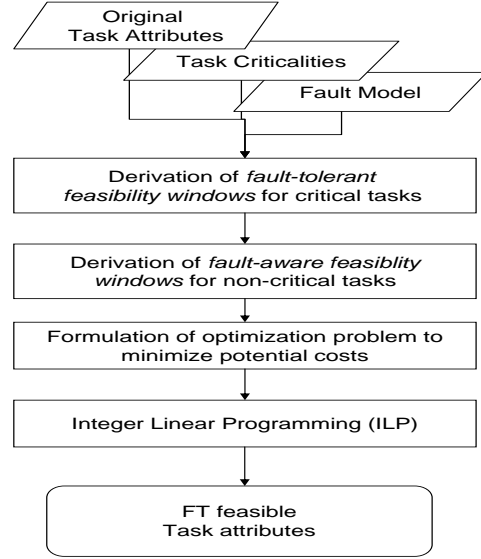 Original
Task Attributes
Task Criticalities
Fault Model
Derivation of fault-tolerant
feasibility windows for critical tasks
Derivation of fault-aware feasiblity
windows for non-critical tasks
Formulation of optimization problem to
minimize potential costs
Integer Linear Programming (ILP)
FT feasible
Task attributes